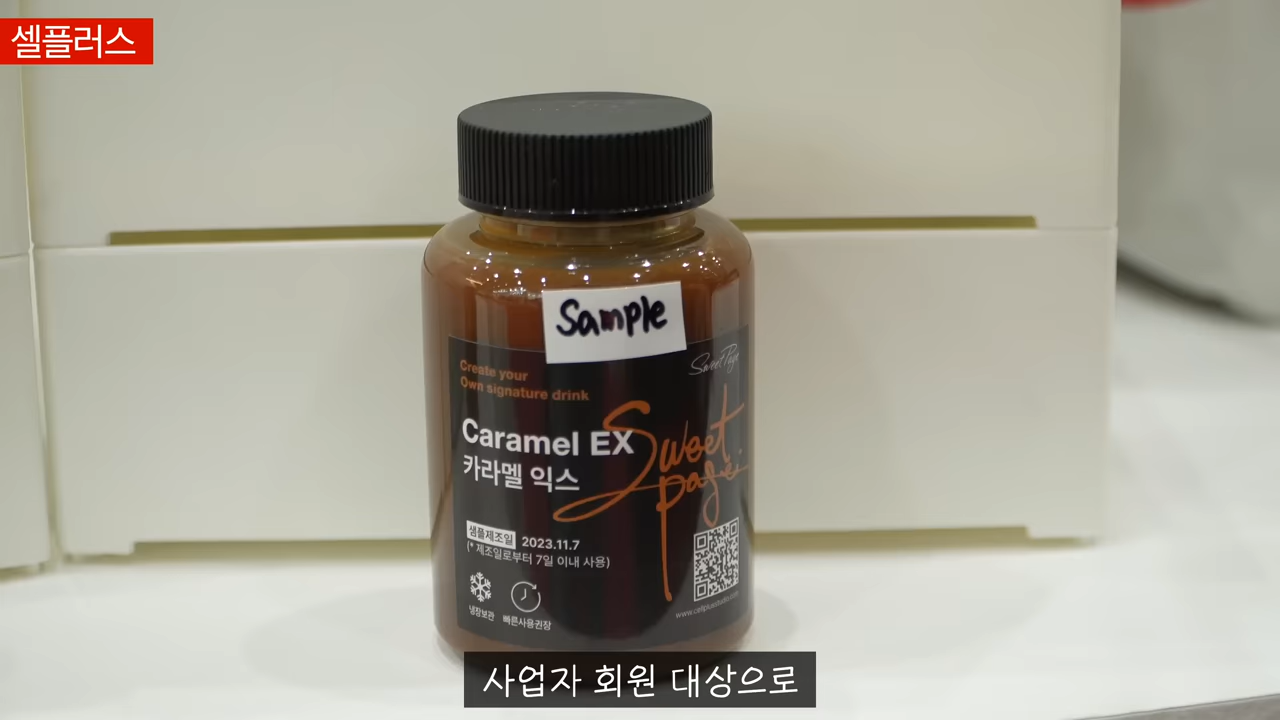 셀플러스
Sample
Sweet Page
Create your
Own signature drink
Caramel EX
카라멜 익스
Sweet
page
샘플제조일 2023.11.7
(* 제조일로부터 7일 이내 사용)
냉장보관 빠른사용권장
www.cellplusstudio.com
사업자 회원 대상으로